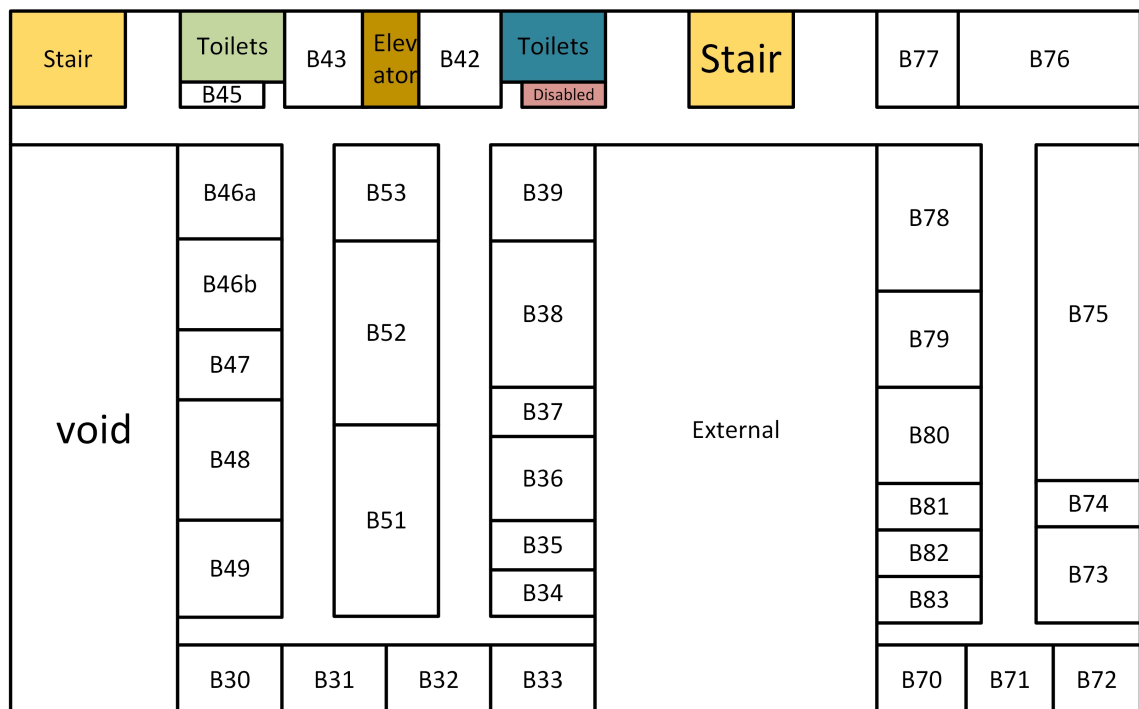 Stair
Toilets
B43
Elev
ator
B42
Toilets
Stair
B77
B76
B45
Disabled
B46a
B53
B39
B78
B46b
B52
B38
B75
B47
B79
B37
void
External
B80
B48
B36
B51
B81
B74
B35
B82
B49
B73
B34
B83
B30
B31
B32
B33
B70
B71
B72